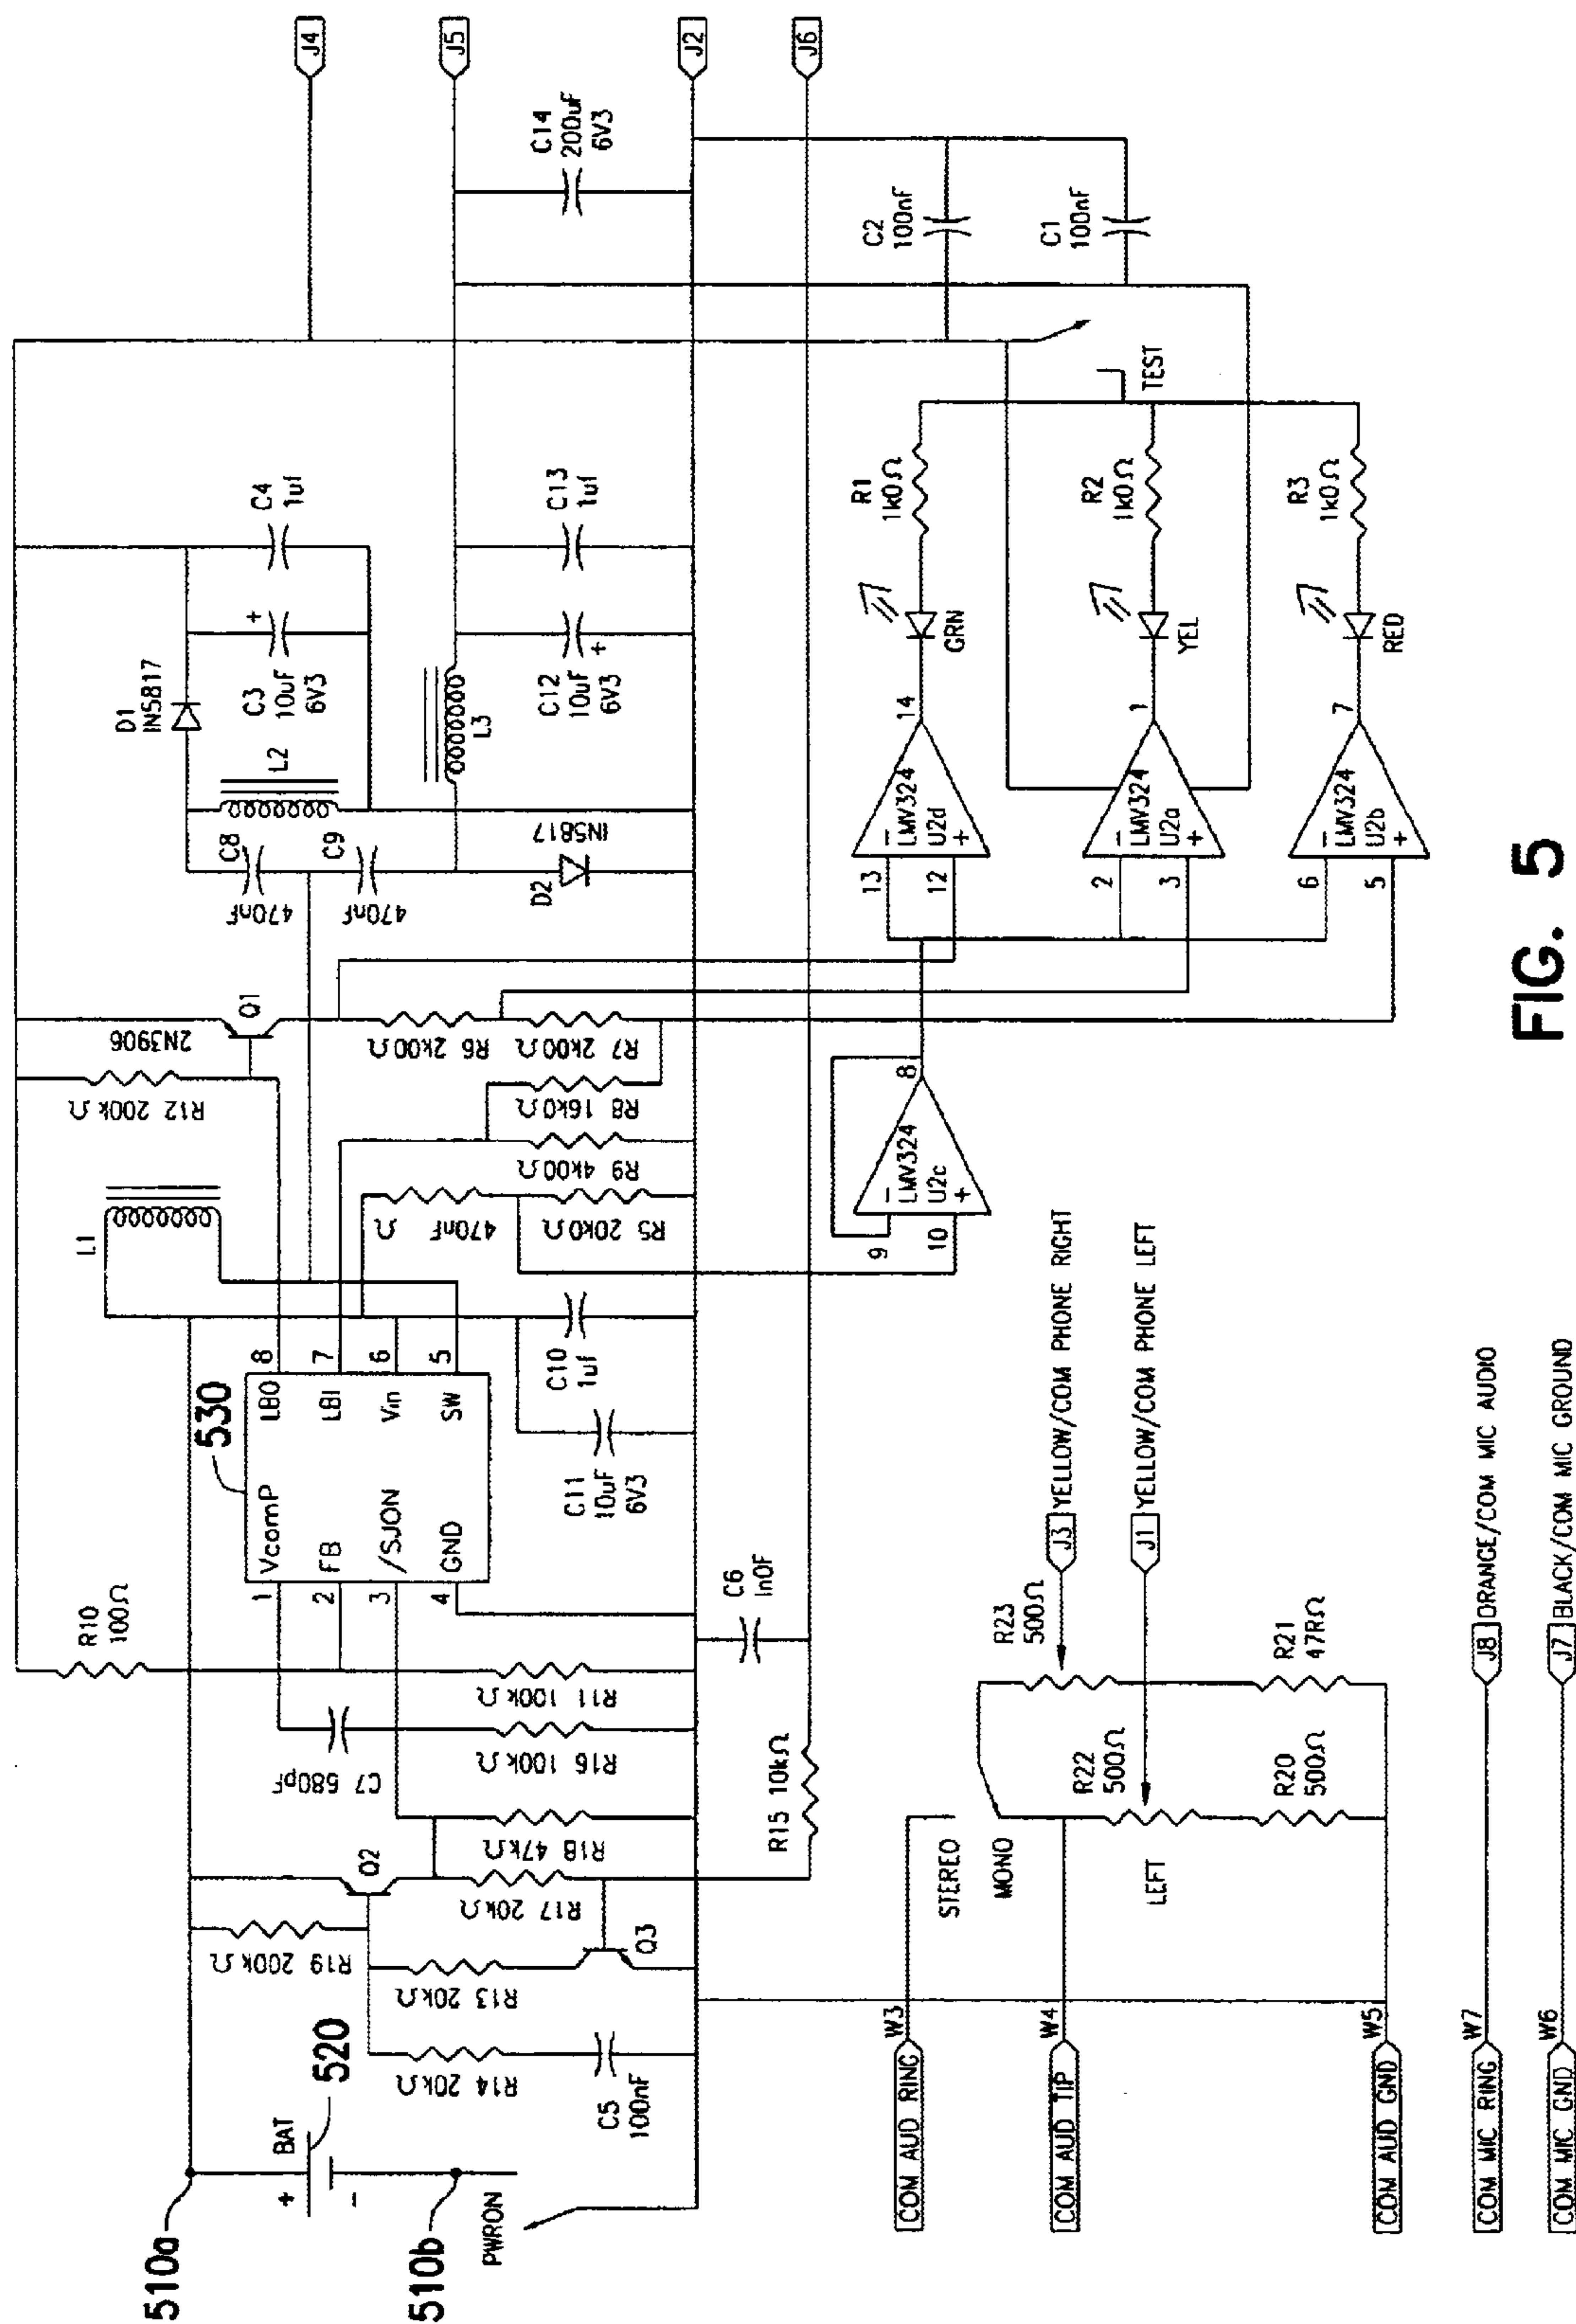 510a
510b
520
530
BAT
+
-
PWRON
R19 200kΩ
R14 20kΩ
R13 20kΩ
C5
100nF
Q2
Q3
R17 20kΩ
R18 47kΩ
C7 580pF
R16 100kΩ
R11 100kΩ
R10
100Ω
R15 10kΩ
C6
1nOF
1
2
3
4
VcomP
FB
/SJON
GND
LBO
LBI
Vin
SW
8
7
6
5
C11
10uF
6V3
C10
1uf
L1
R12 200kΩ
2N3906
Q1
470nF Ω
R5 20k0Ω
R9 4k00Ω
R8 16k0Ω
R7 2k00Ω
R6 2k00Ω
470nF
C8
470nF
C9
D2
IN5817
L2
D1
IN5817
L3
C3
10uF
6V3
+
C4
1uf
C12
10uF
6V3
+
C13
1uf
C14
200uF
6V3
J4
J5
J2
J6
C2
100nF
C1
100nF
9
10
-
LMV324
U2c
+
8
13
12
-
LMV324
U2d
+
14
GRN
R1
1k0Ω
2
3
-
LMV324
U2a
+
1
YEL
R2
1k0Ω
6
5
-
LMV324
U2b
+
7
RED
R3
1k0Ω
TEST
COM AUD RING
W3
COM AUD TIP
W4
COM AUD GND
W5
COM MIC RING
W7
COM MIC GND
W6
STEREO
MONO
LEFT
R23
500Ω
R22
500Ω
R21
47RΩ
R20
500Ω
J3 YELLOW/COM PHONE RIGHT
J1 YELLOW/COM PHONE LEFT
J8 ORANGE/COM MIC AUDIO
J7 BLACK/COM MIC GROUND
FIG. 5